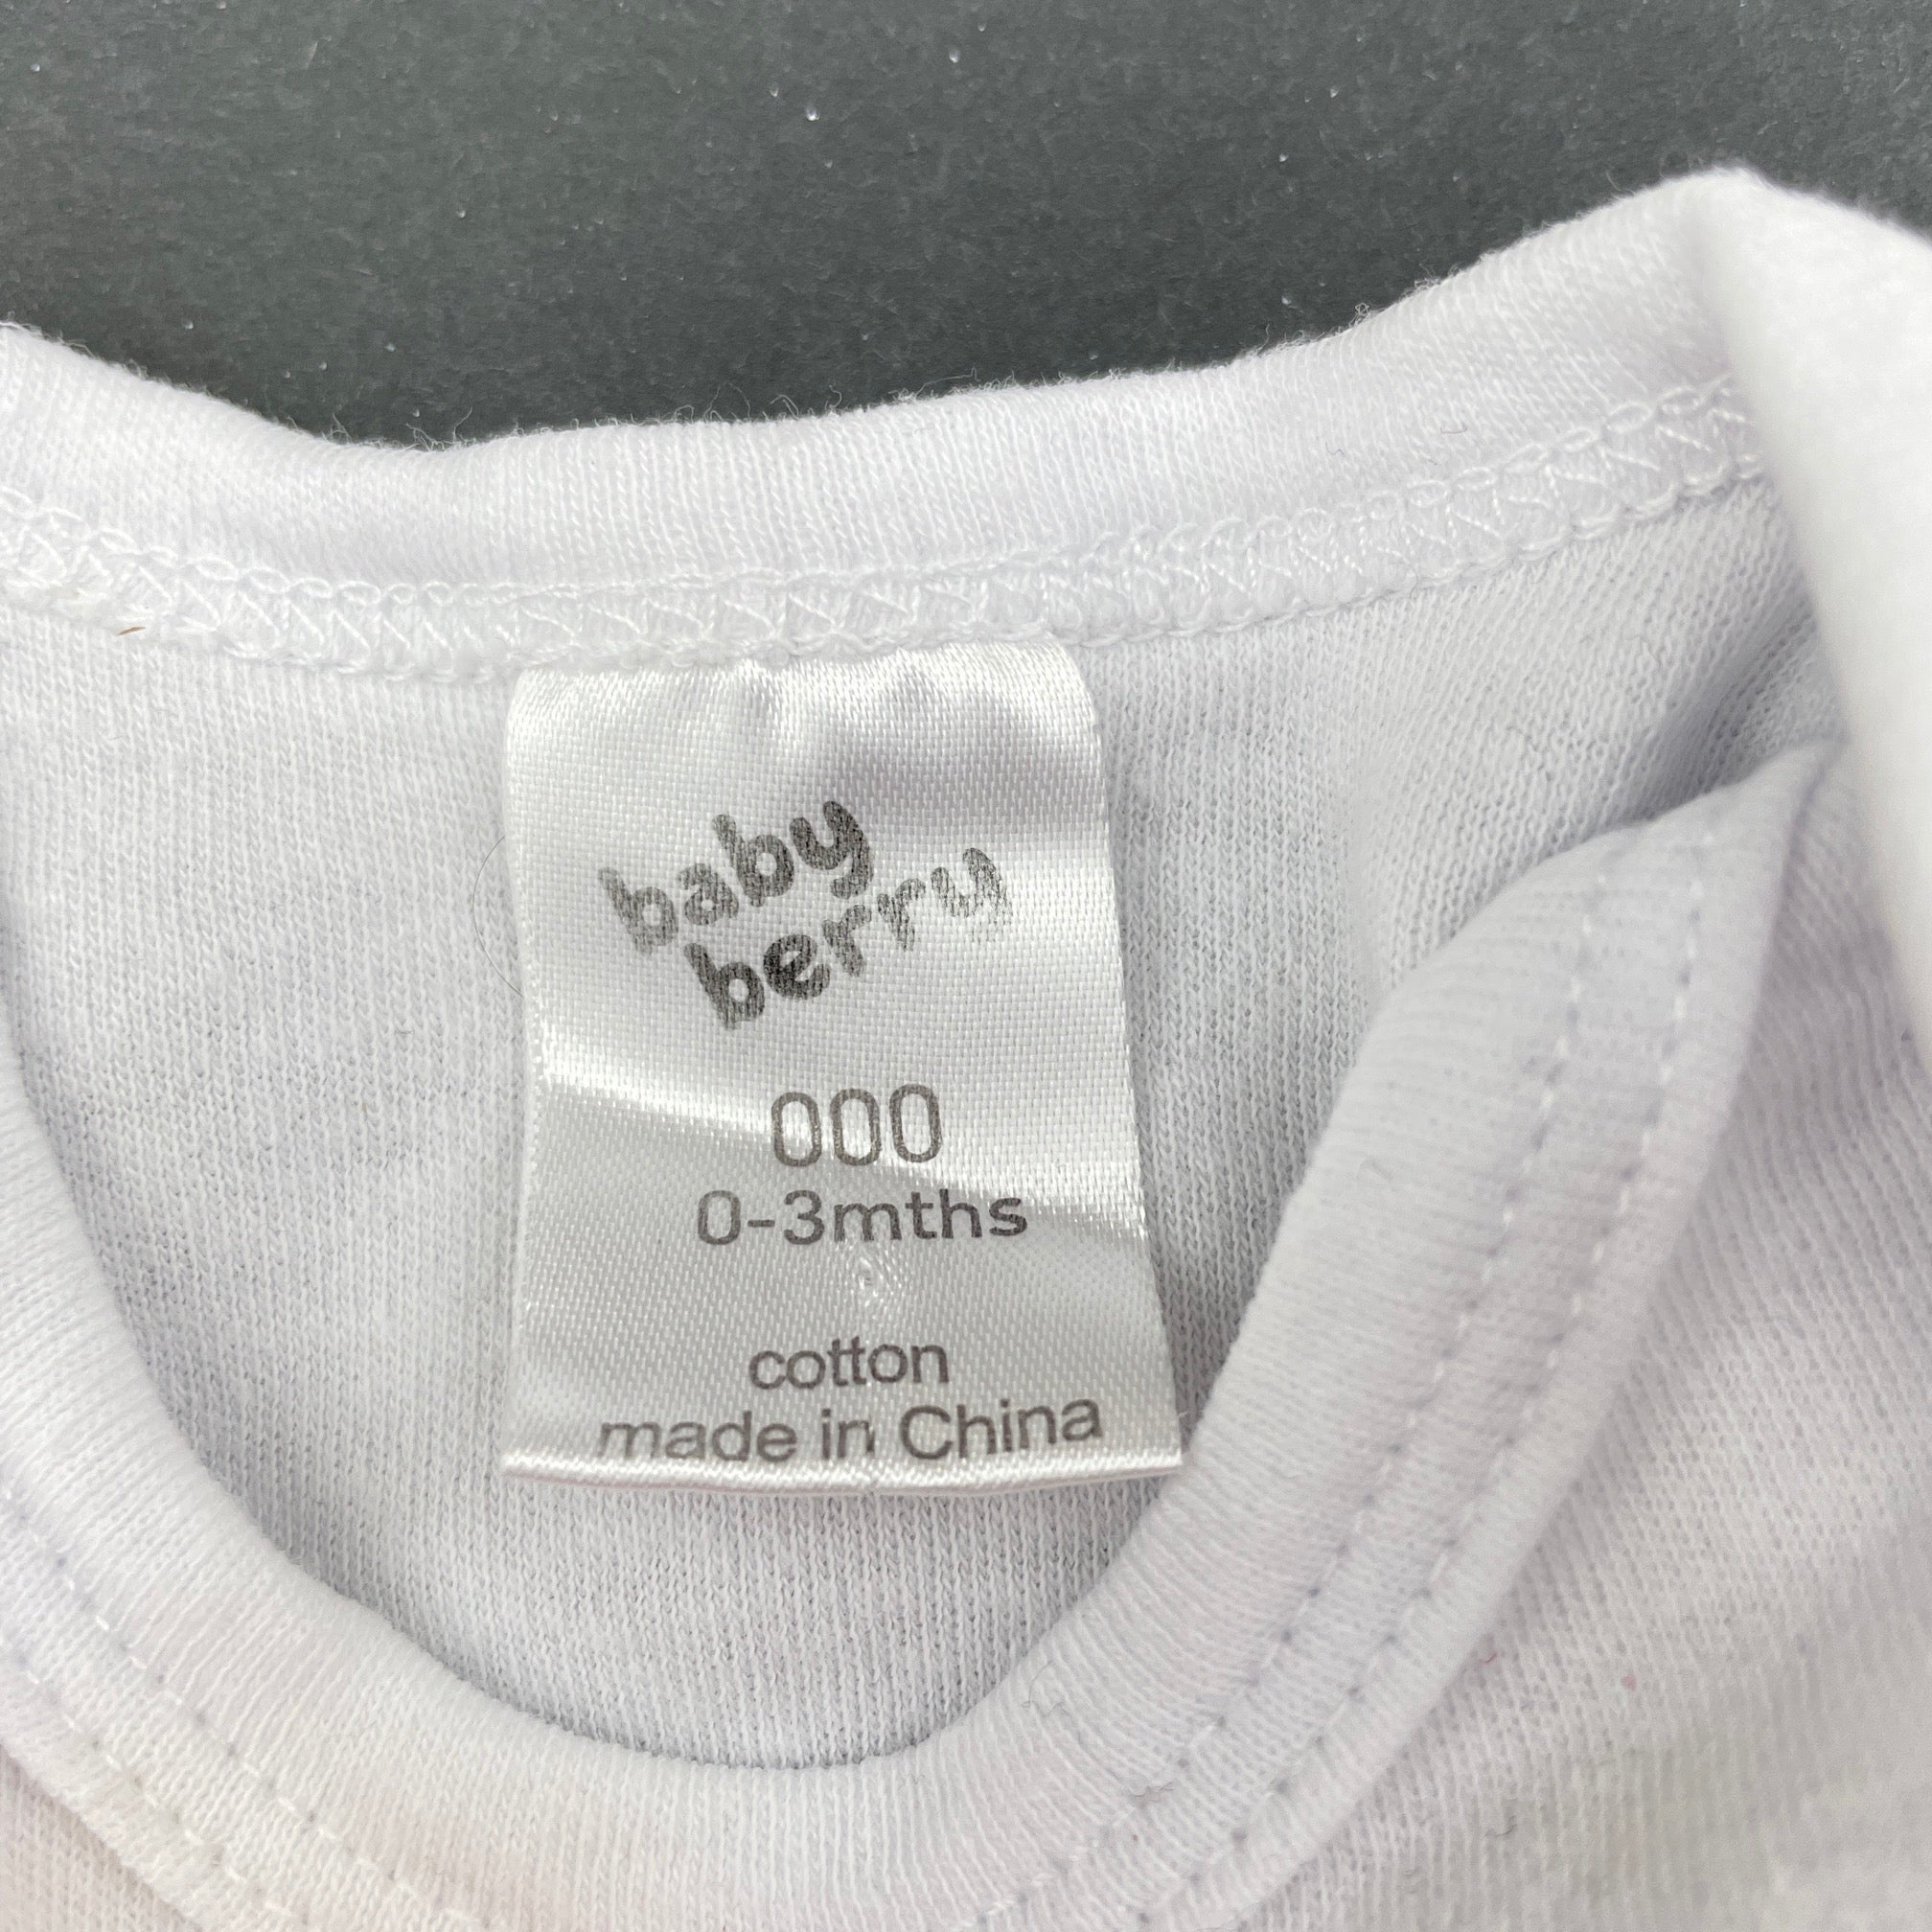 baby
berry
000
0-3mths
cotton
made in China